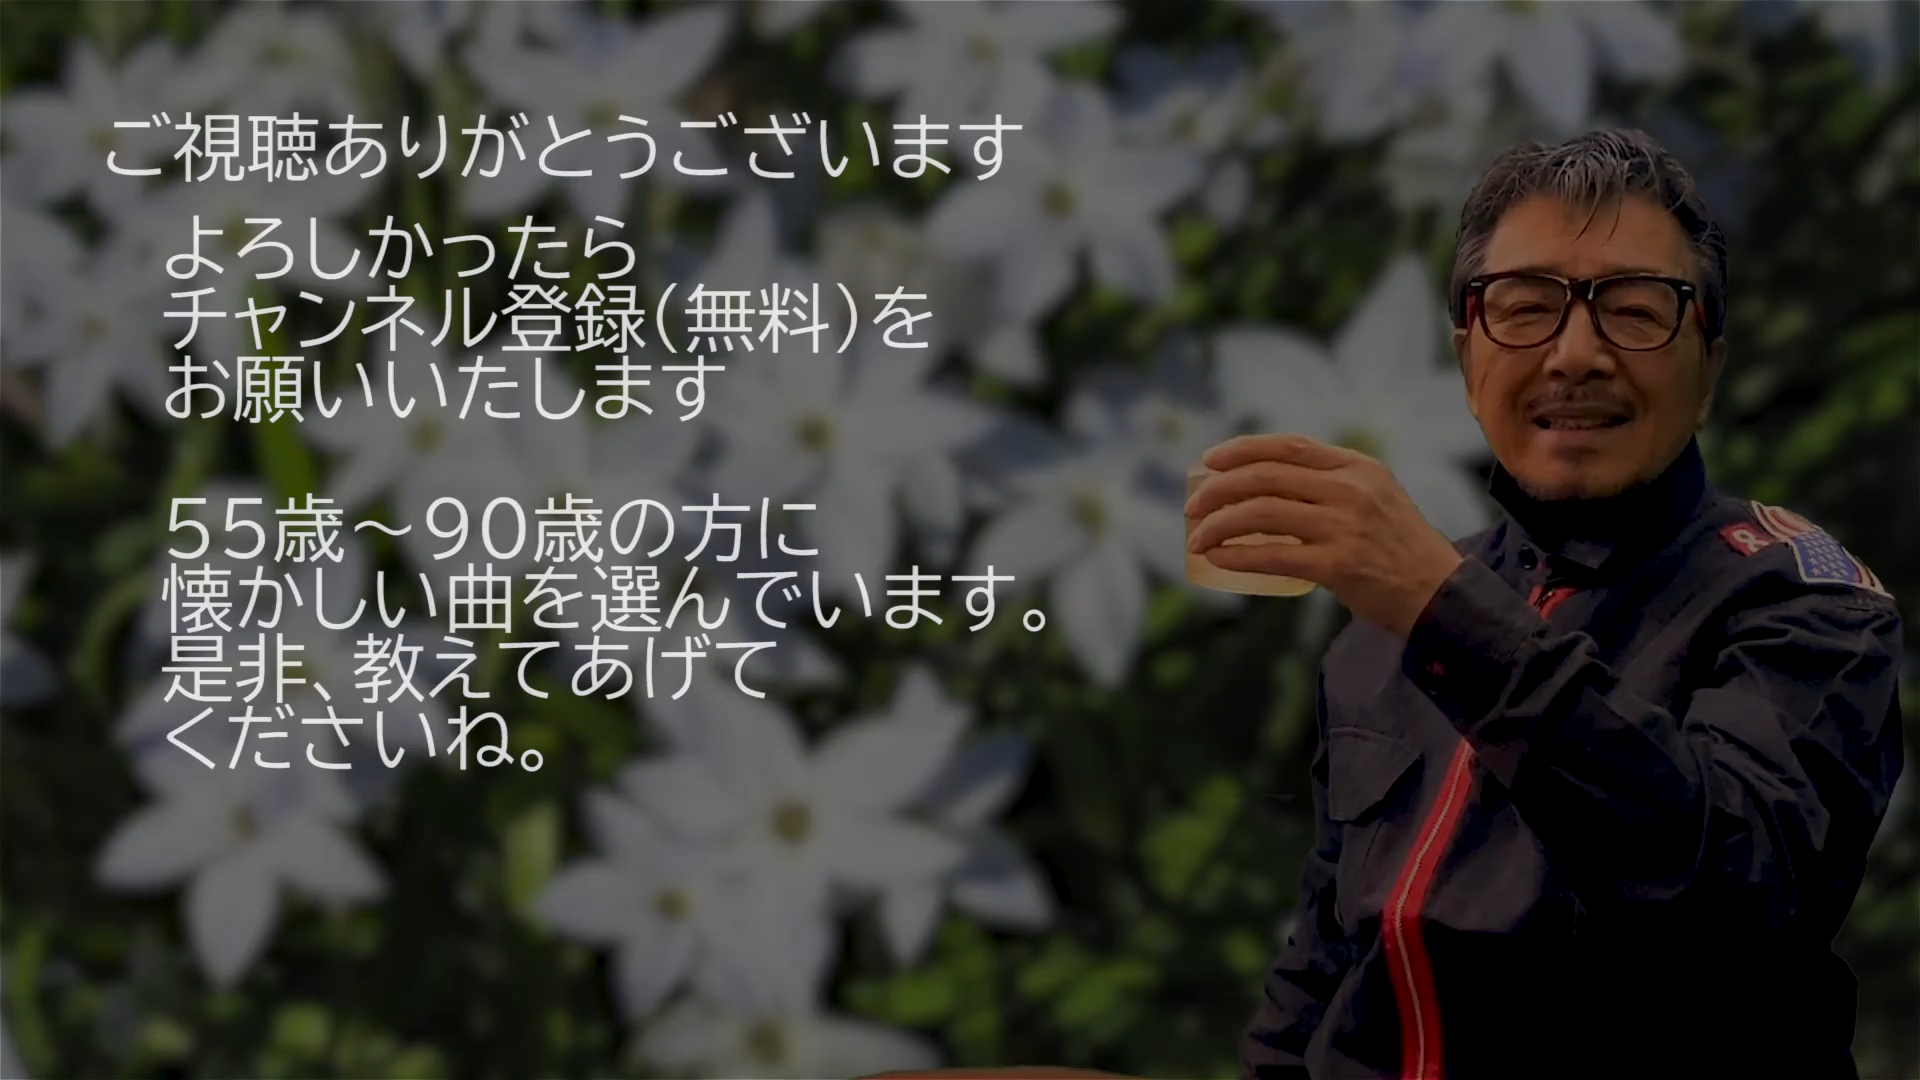 ご視聴ありがとうございます
よろしかったら
チャンネル登録(無料)を
お願いいたします
55歳～90歳の方に
懐かしい曲を選んでいます。
是非、教えてあげて
くださいね。